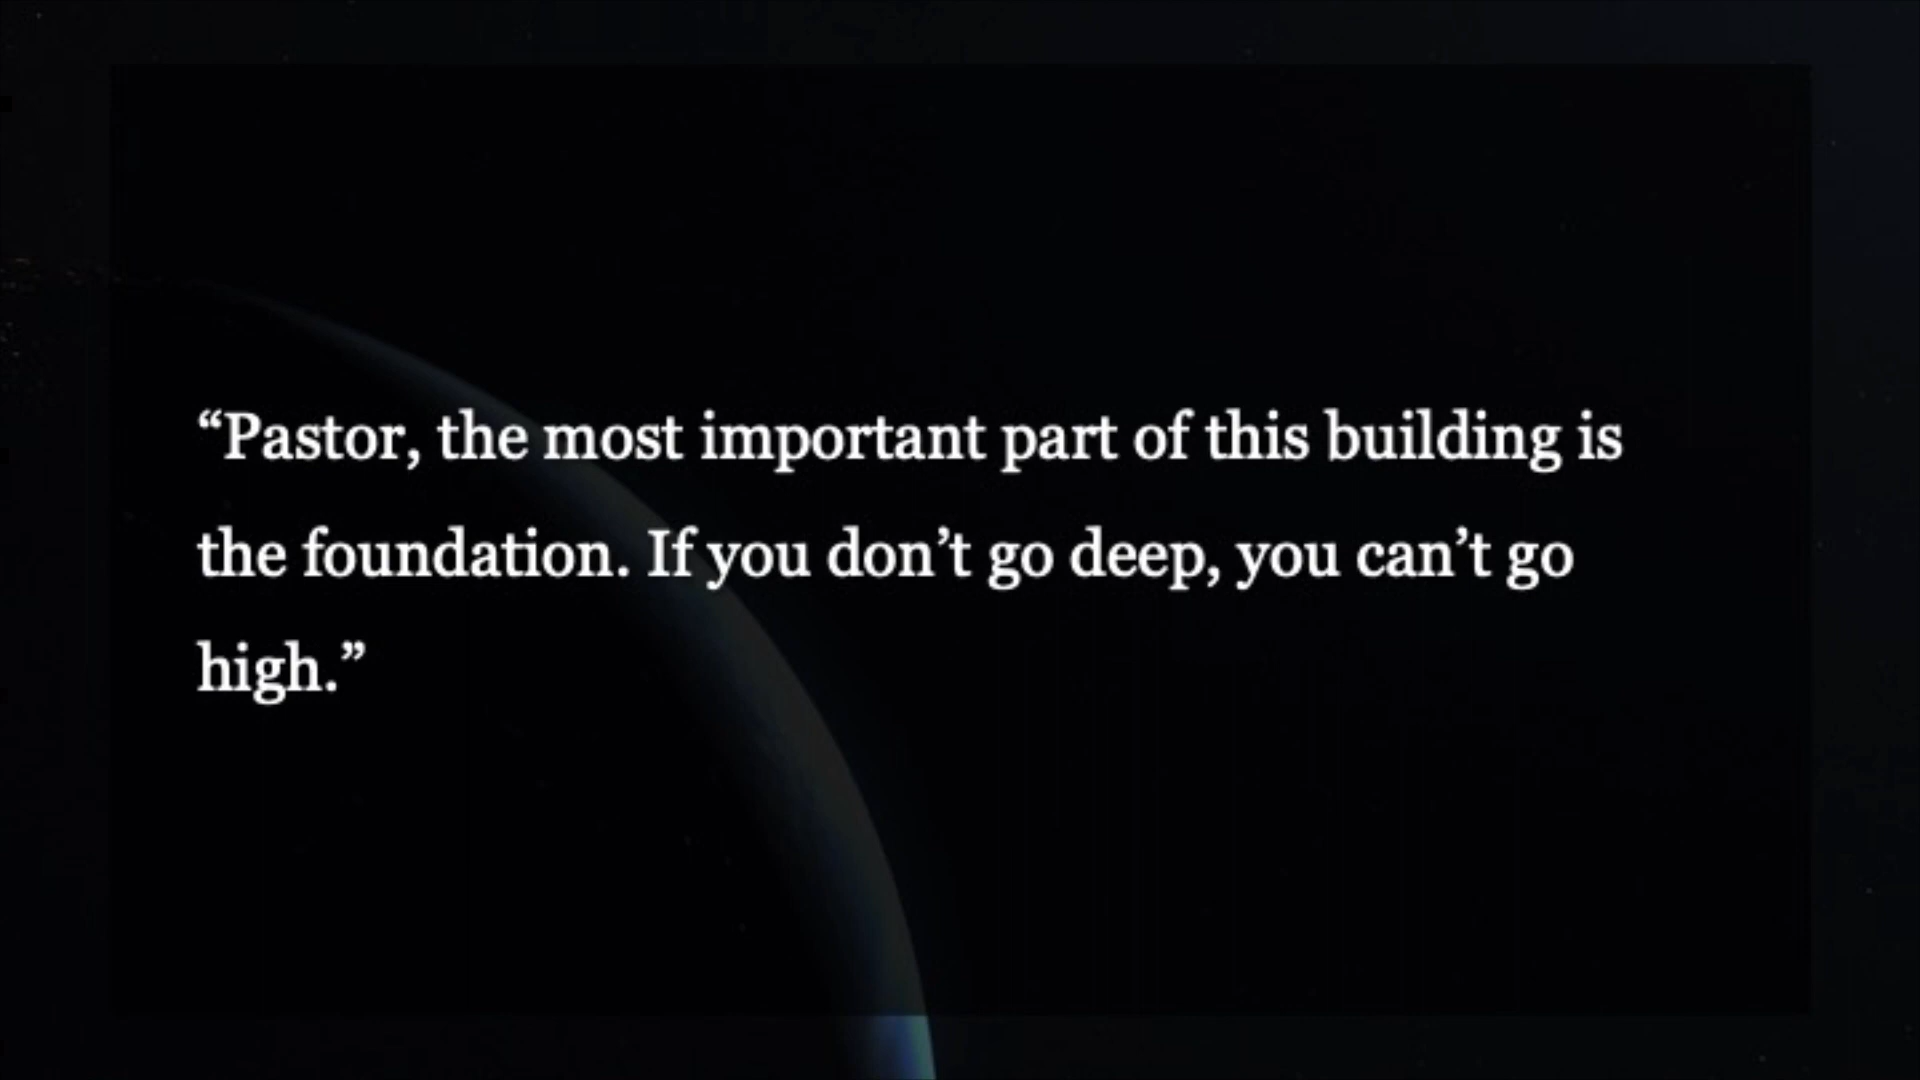 “Pastor, the most important part of this building is
the foundation. If you don’t go deep, you can’t go
high.”